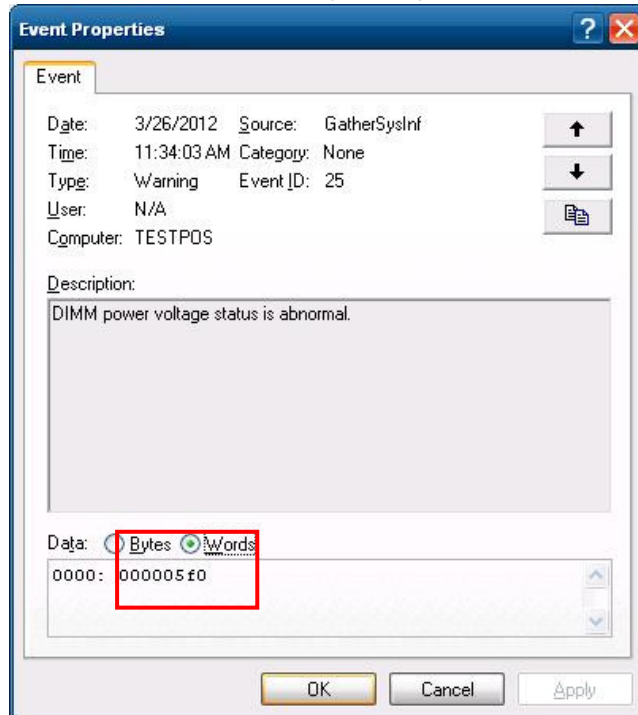 Event Properties
Event
Date: 3/26/2012 Source: GatherSysInf
Time: 11:34:03 AM Category: None
Type: Warning Event ID: 25
User: N/A
Computer: TESTPOS
Description:
DIMM power voltage status is abnormal.
Data: Bytes Words
0000: 000005f0
OK Cancel Apply